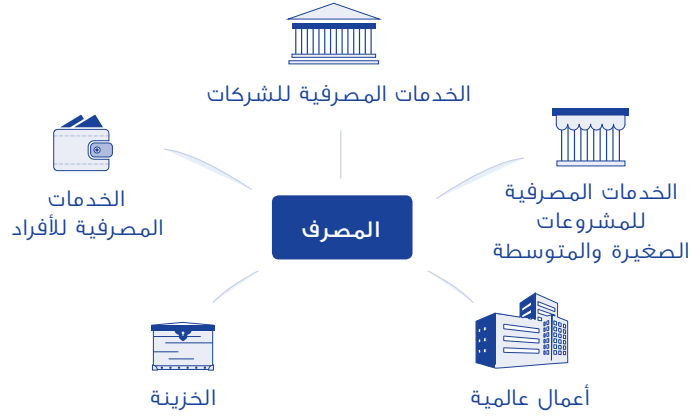 الخدمات المصرفية للشركات
الخدمات المصرفية
للمشروعات
الصغيرة والمتوسطة
الخدمات
المصرفية للأفراد
المصرف
أعمال عالمية
الخزينة